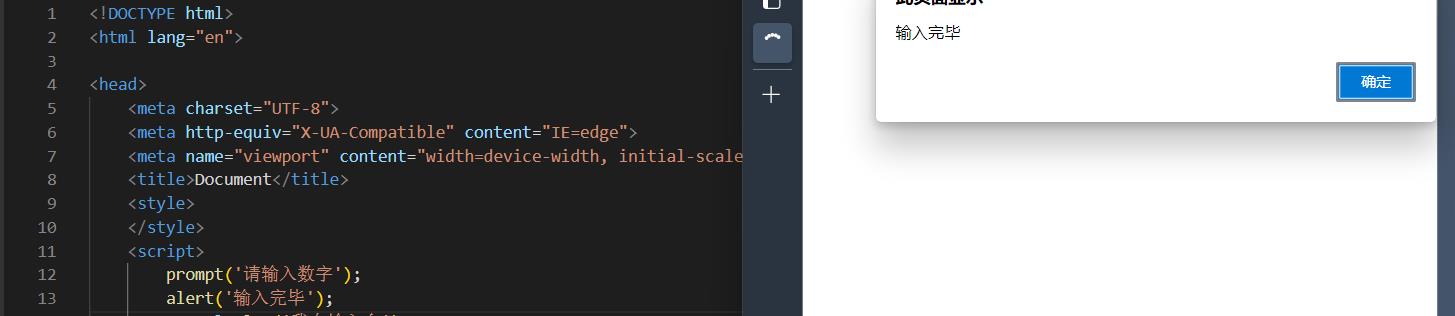 1 <!DOCTYPE html>
2 <html lang="en">
3
4 <head>
5 <meta charset="UTF-8">
6 <meta http-equiv="X-UA-Compatible" content="IE=edge">
7 <meta name="viewport" content="width=device-width, initial-scale
8 <title>Document</title>
9 <style>
10 </style>
11 <script>
12 prompt('请输入数字');
13 alert('输入完毕');
输入完毕
确定